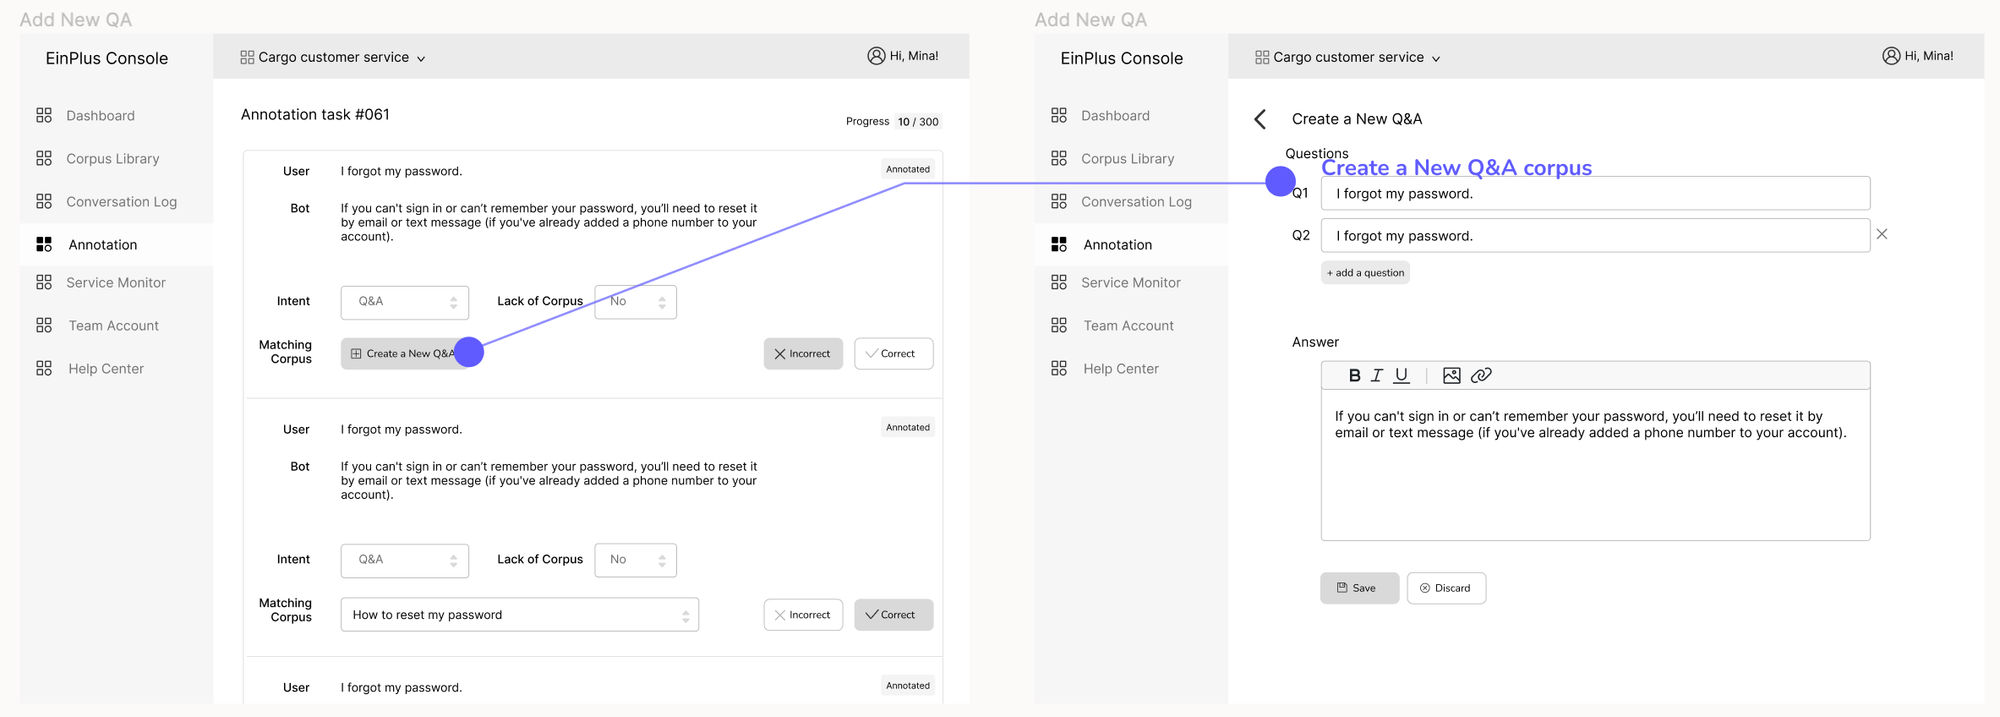 Add New QA
EinPlus Console
Cargo customer service
Hi, Mina!
Dashboard
Corpus Library
Conversation Log
Annotation
Service Monitor
Team Account
Help Center
Annotation task #061
Progress 10 / 300
User I forgot my password. Annotated
Bot If you can't sign in or can’t remember your password, you’ll need to reset it
by email or text message (if you've already added a phone number to your
account).
Intent Q&A Lack of Corpus No
Matching
Corpus
Create a New Q&A
Incorrect Correct
User I forgot my password. Annotated
Bot If you can't sign in or can’t remember your password, you’ll need to reset it
by email or text message (if you've already added a phone number to your
account).
Intent Q&A Lack of Corpus No
Matching
Corpus
How to reset my password
Incorrect Correct
User I forgot my password. Annotated
Add New QA
EinPlus Console
Cargo customer service
Hi, Mina!
Dashboard
Corpus Library
Conversation Log
Annotation
Service Monitor
Team Account
Help Center
Create a New Q&A
Questions
Create a New Q&A corpus
Q1 I forgot my password.
Q2 I forgot my password.
+ add a question
Answer
B I U
If you can't sign in or can’t remember your password, you’ll need to reset it by
email or text message (if you've already added a phone number to your account).
Save Discard